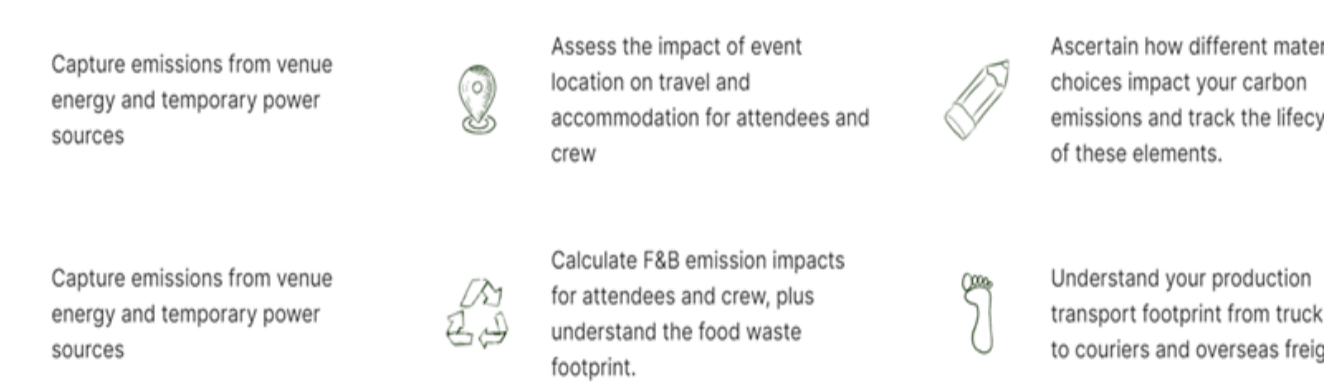 Capture emissions from venue
energy and temporary power
sources
Assess the impact of event
location on travel and
accommodation for attendees and
crew
Ascertain how different
choices impact your carbon
emissions and track the
of these elements.
Capture emissions from venue
energy and temporary power
sources
Calculate F&B emission impacts
for attendees and crew, plus
understand the food waste
footprint.
Understand your production
transport footprint from truck
to couriers and overseas